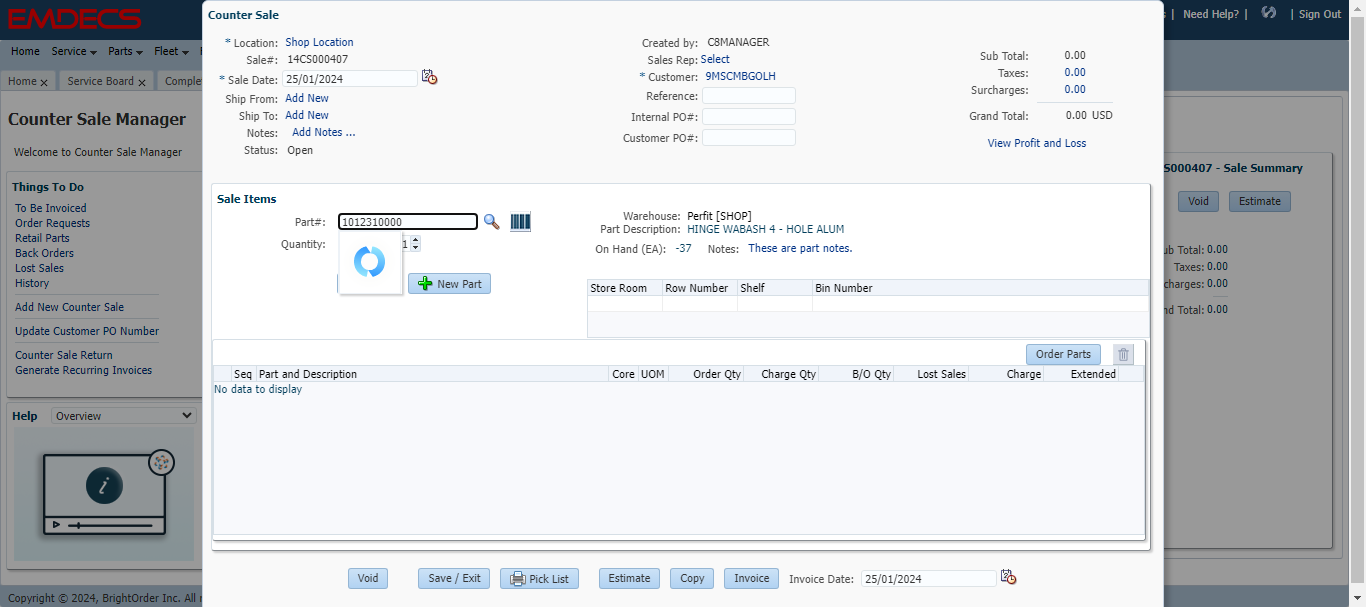 EMDECS
Need Help? |
| Sign Out
Home Service Parts Fleet
Home x Service Board x
Counter Sale Manager
Welcome to Counter Sale Manager
Things To Do
To Be Invoiced
Order Requests
Retail Parts
Back Orders
Lost Sales
History
Add New Counter Sale
Update Customer PO Number
Counter Sale Return
Generate Recurring Invoices
Help Overview
i
Copyright © 2024, BrightOrder Inc. All
Counter Sale
* Location: Shop Location
Sale#: 14CS000407
* Sale Date: 25/01/2024
Ship From: Add New
Ship To: Add New
Notes: Add Notes ...
Status: Open
Created by: C8MANAGER
Sales Rep: Select
* Customer: 9MSCMBGOLH
Reference:
Internal PO#:
Customer PO#:
Sub Total: 0.00
Taxes: 0.00
Surcharges: 0.00
Grand Total: 0.00 USD
View Profit and Loss
Sale Items
Part#: 1012310000
Quantity: 1
New Part
Warehouse: Perfit [SHOP]
Part Description: HINGE WABASH 4 - HOLE ALUM
On Hand (EA): -37 Notes: These are part notes.
Store Room Row Number Shelf Bin Number
Order Parts
Seq Part and Description Core UOM Order Qty Charge Qty B/O Qty Lost Sales Charge Extended
No data to display
Void Save / Exit Pick List Estimate Copy Invoice Invoice Date: 25/01/2024
S000407 - Sale Summary
Void Estimate
Total: 0.00
Taxes: 0.00
0.00
Total: 0.00